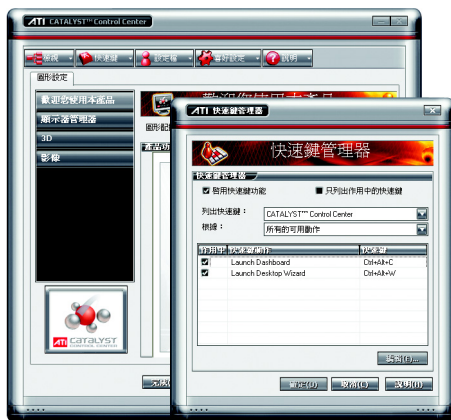 ATI CATALYST™ Control Center
檢視
快速鍵
設定檔
喜好設定
說明
圖形設定
歡迎您使用本產品
顯示器管理器
3D
影像
ATI CATALYST
CONTROL CENTER
ATI 快速鍵管理器
快速鍵管理器
快速鍵管理器
啓用快速鍵功能
只列出作用中的快速鍵
列出快速鍵：
CATALYST™ Control Center
根據：
所有的可用動作
作用中 快速鍵動作 快速鍵
Launch Dashboard Ctrl+Alt+C
Launch Desktop Wizard Ctrl+Alt+W
編輯(E)...
確定(O)
取消(C)
說明(H)